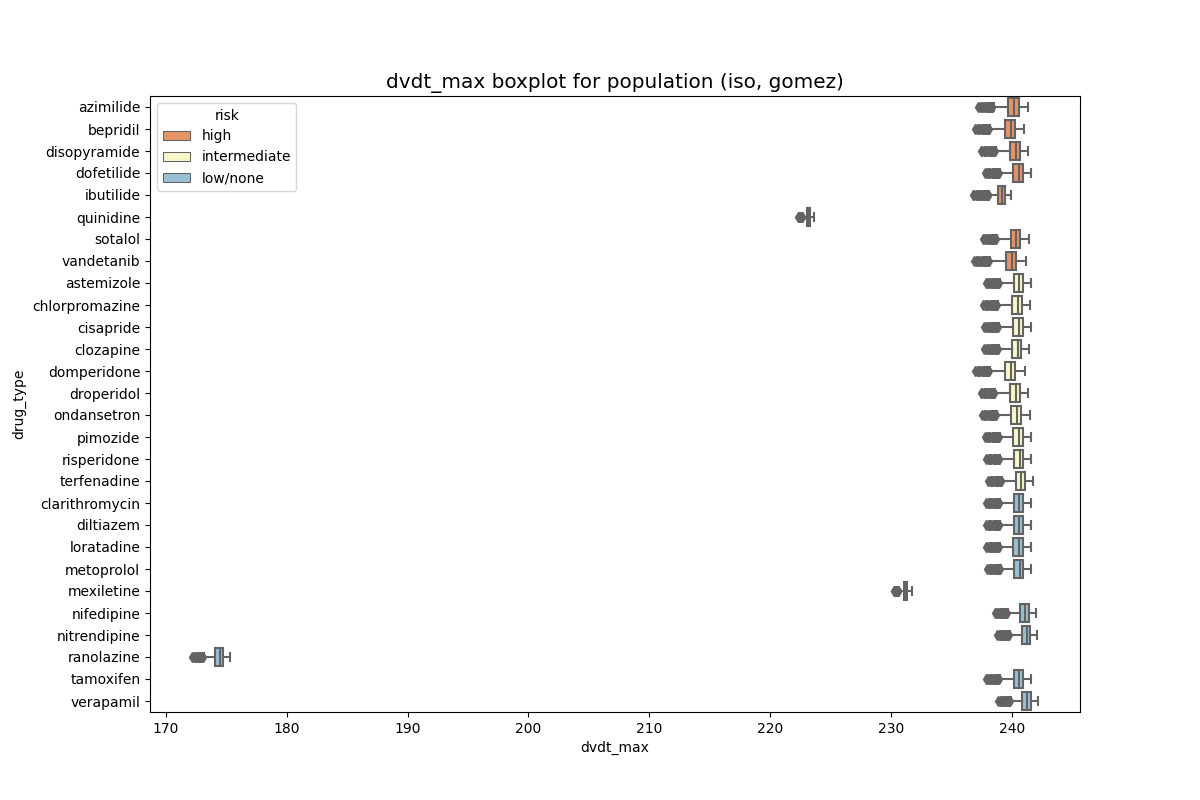 dvdt_max boxplot for population (iso, gomez)
risk
high
intermediate
low/none
drug_type
azimilide
bepridil
disopyramide
dofetilide
ibutilide
quinidine
sotalol
vandetanib
astemizole
chlorpromazine
cisapride
clozapine
domperidone
droperidol
ondansetron
pimozide
risperidone
terfenadine
clarithromycin
diltiazem
loratadine
metoprolol
mexiletine
nifedipine
nitrendipine
ranolazine
tamoxifen
verapamil
170 180 190 200 210 220 230 240
dvdt_max